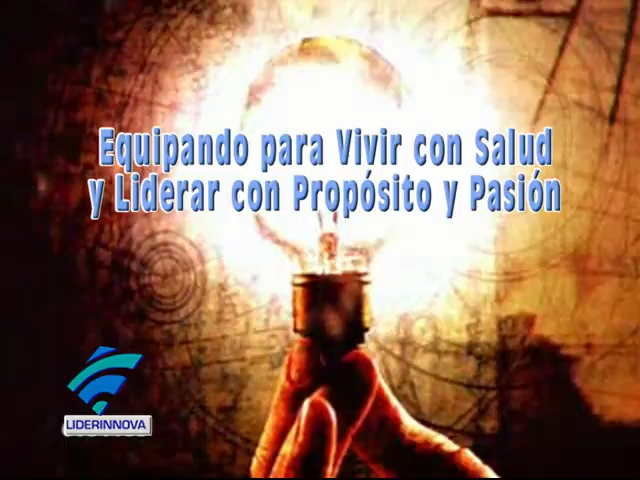 Equipando para Vivir con Salud
y Liderar con Propósito y Pasión
LIDERINNOVA